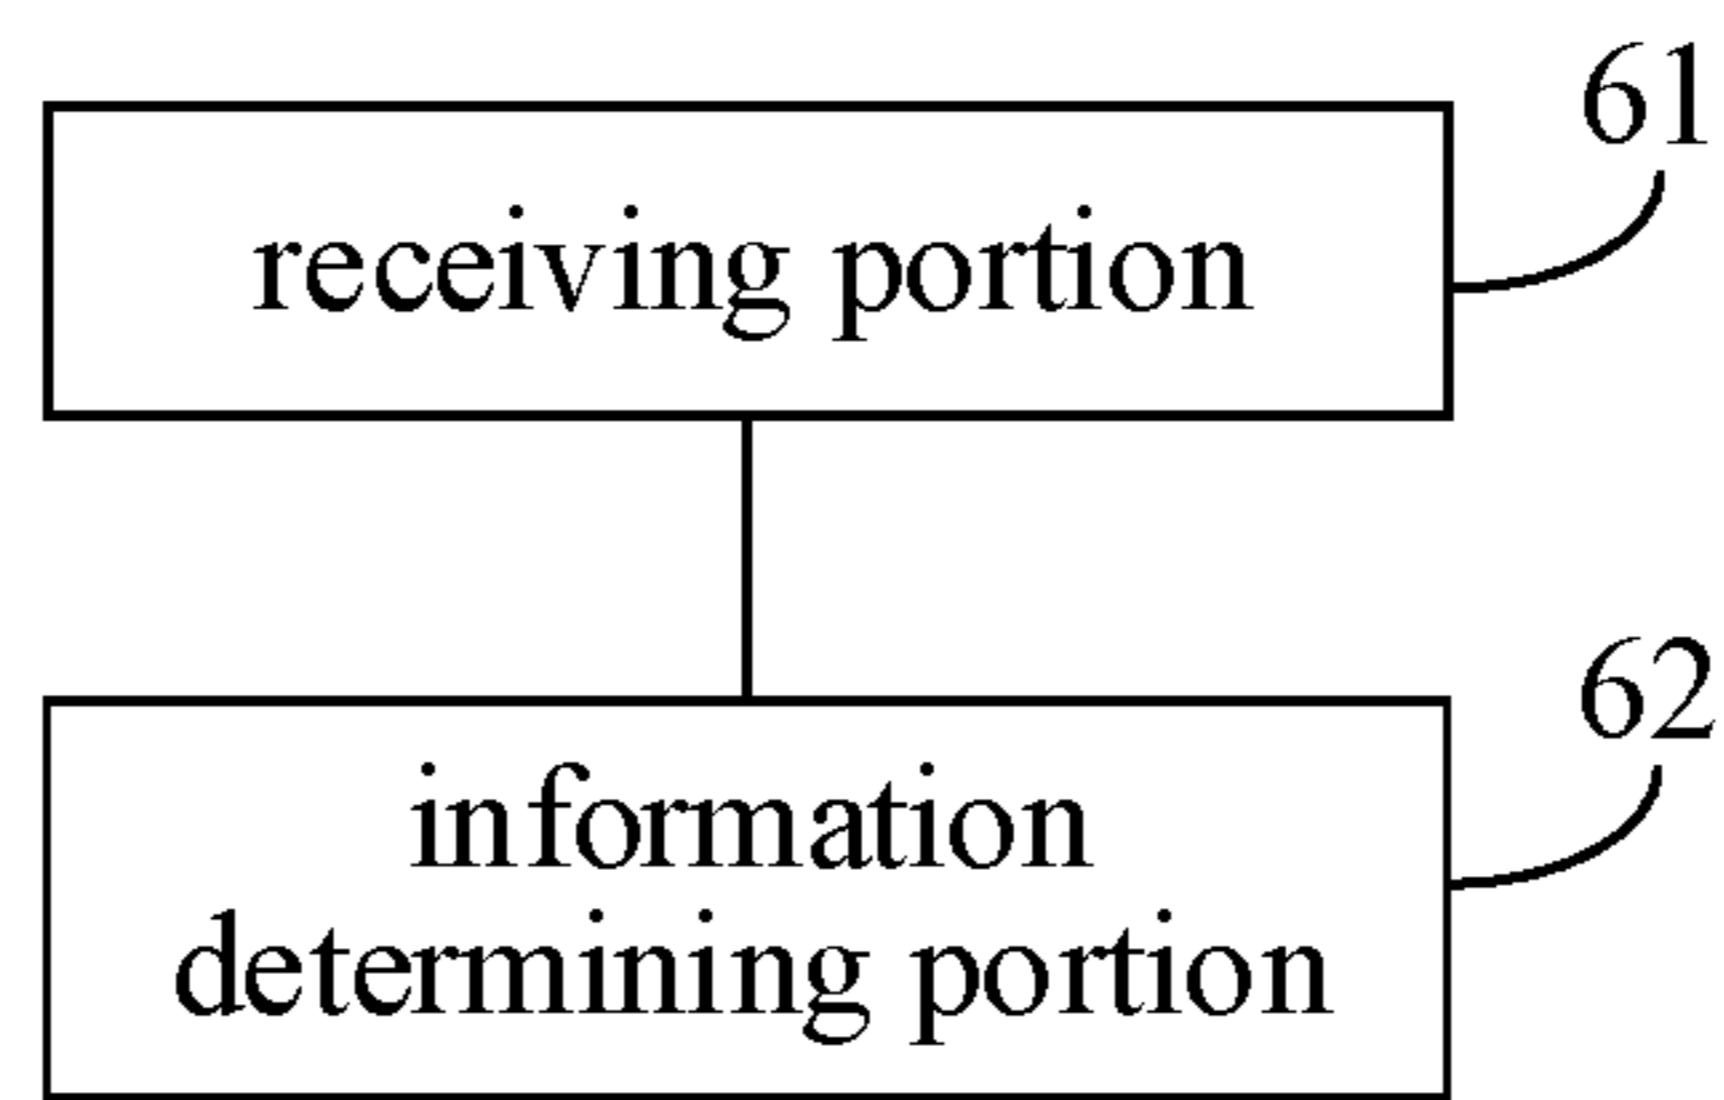 61
receiving portion
62
information
determining portion